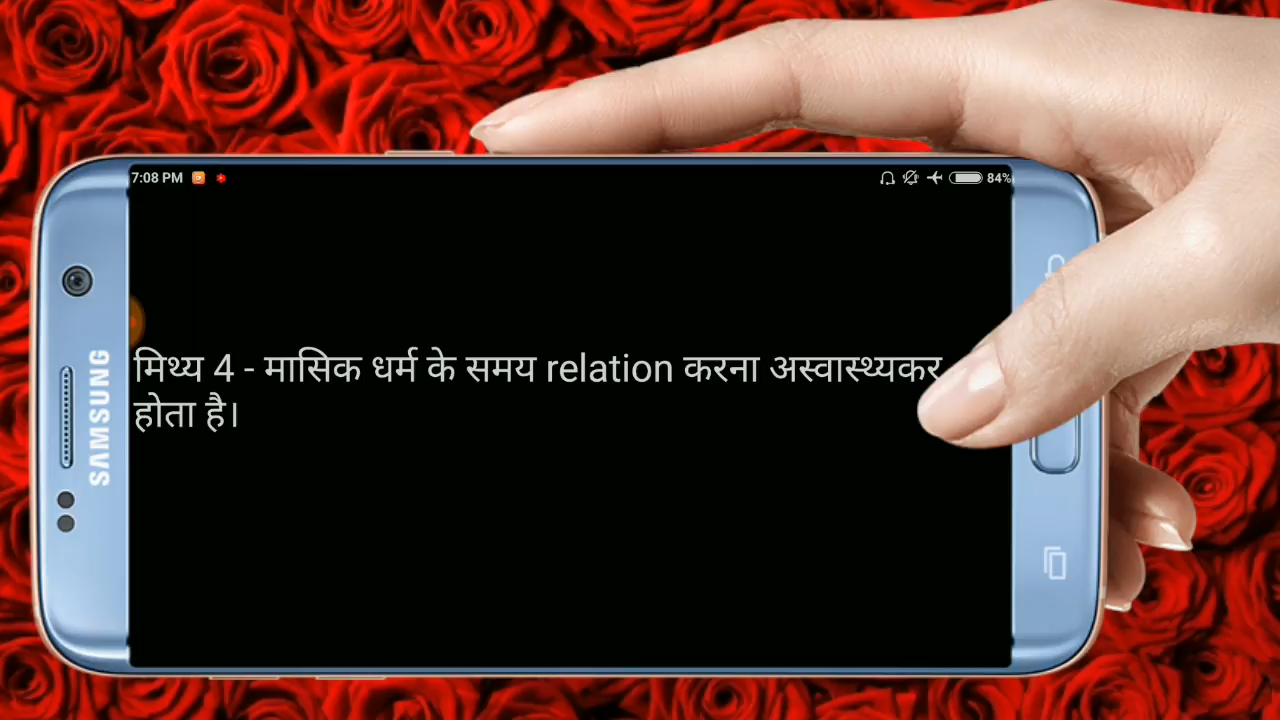 7:08 PM 84%
मिथ्य 4 - मासिक धर्म के समय relation करना अस्वास्थ्यकर
होता है।
SAMSUNG